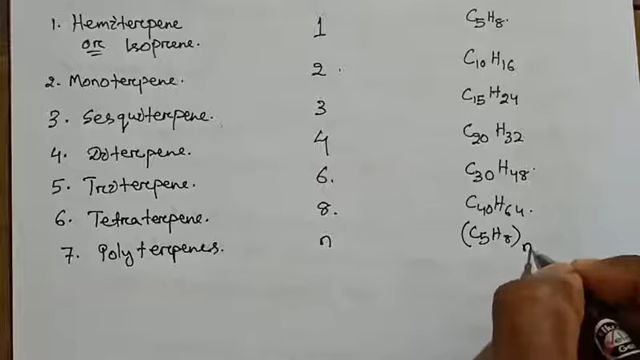 1. Hemiterpene 1 C5H8.
or Isoprene.
2. Monoterpene. 2. C10H16
3. Sesquiterpene. 3 C15H24
4. Diterpene. 4 C20H32
5. Triterpene. 6. C30H48.
6. Tetraterpene. 8. C40H64.
7. Polyterpenes. n (C5H8)n